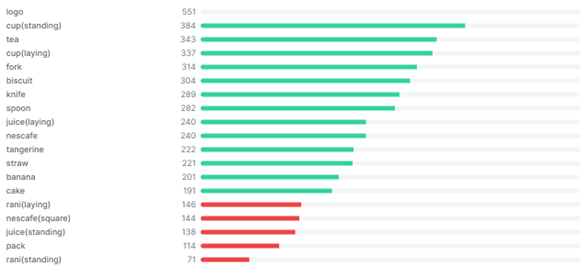 logo 551
cup(standing) 384
tea 343
cup(laying) 337
fork 314
biscuit 304
knife 289
spoon 282
juice(laying) 240
nescafe 240
tangerine 222
straw 221
banana 201
cake 191
rani(laying) 146
nescafe(square) 144
juice(standing) 138
pack 114
rani(standing) 71